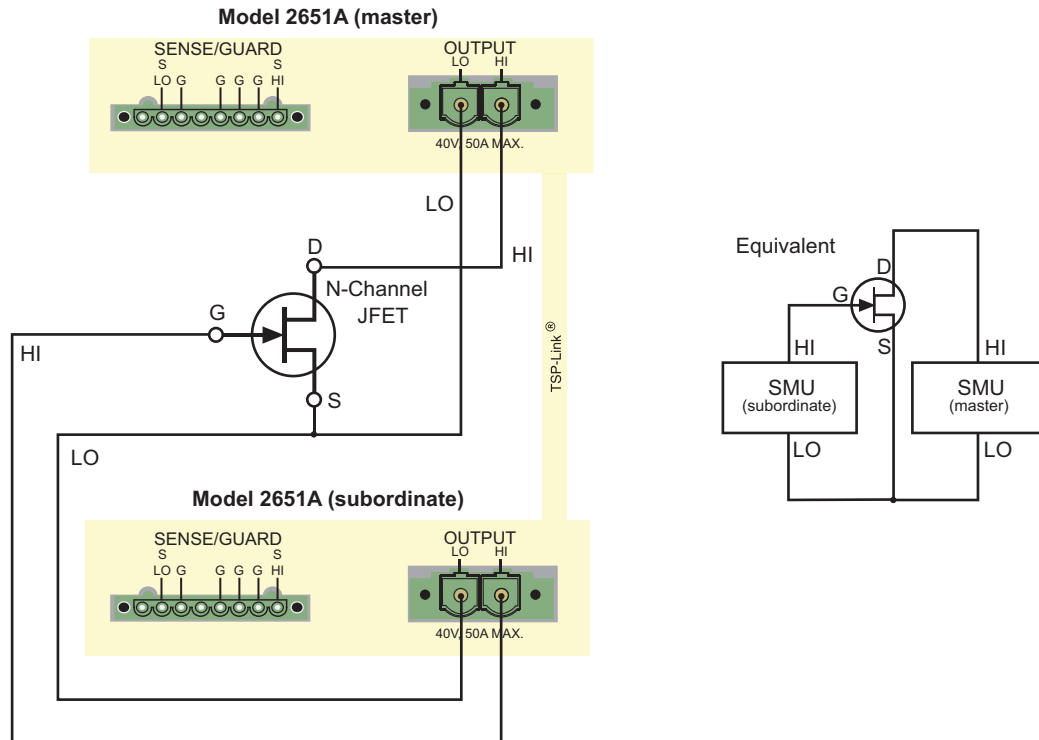 Model 2651A (master)
SENSE/GUARD
S S
LO G G G G HI
OUTPUT
LO HI
40V, 50A MAX.
LO
HI
D
N-Channel
JFET
G
HI
S
LO
TSP-Link ®
Model 2651A (subordinate)
SENSE/GUARD
S S
LO G G G G HI
OUTPUT
LO HI
40V, 50A MAX.
Equivalent
D
G
S
HI HI
SMU
(subordinate)
SMU
(master)
LO LO